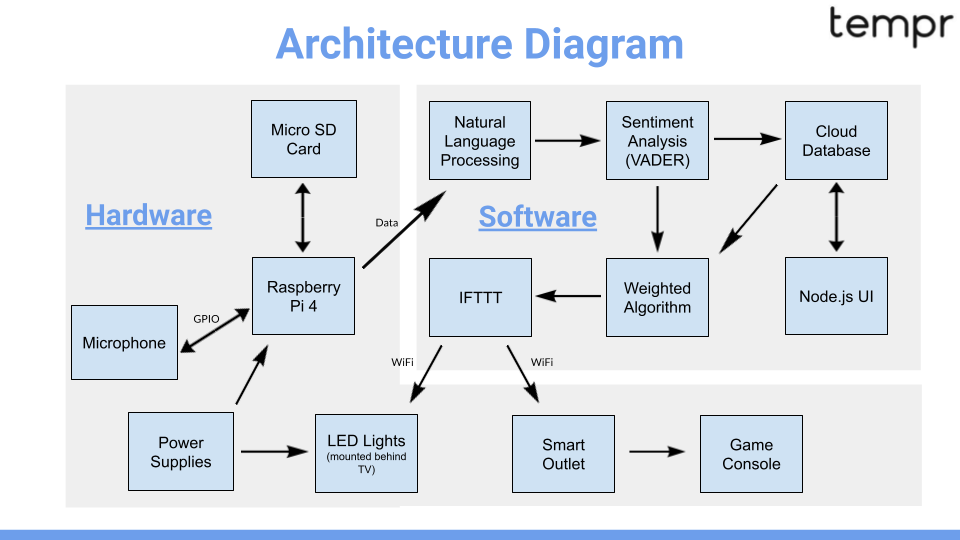 tempr
Architecture Diagram
Hardware
Micro SD
Card
Raspberry
Pi 4
GPIO
Microphone
Power
Supplies
LED Lights
(mounted behind
TV)
Data
Software
Natural
Language
Processing
Sentiment
Analysis
(VADER)
Cloud
Database
IFTTT
Weighted
Algorithm
Node.js UI
WiFi
WiFi
Smart
Outlet
Game
Console